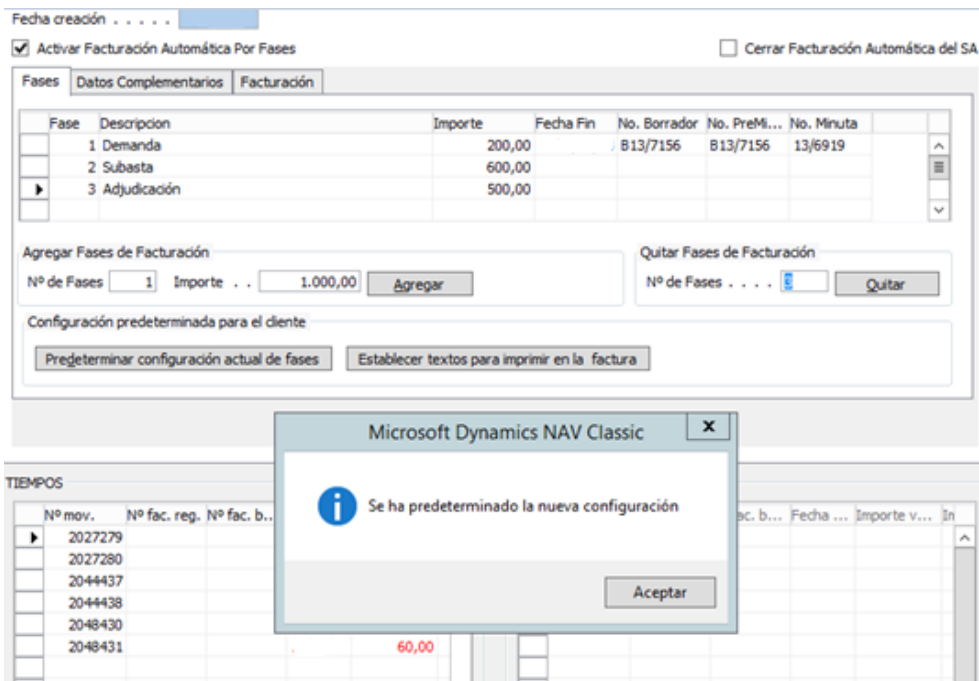 Fecha creación . . . . .
Activar Facturación Automática Por Fases
Cerrar Facturación Automática del SA
Fases Datos Complementarios Facturación
Fase Descripcion Importe Fecha Fin No. Borrador No. PreMi... No. Minuta
1 Demanda 200,00 B13/7156 B13/7156 13/6919
2 Subasta 600,00
3 Adjudicación 500,00
Agregar Fases de Facturación
Nº de Fases 1 Importe . . 1.000,00 Agregar
Quitar Fases de Facturación
Nº de Fases . . . . 3 Quitar
Configuración predeterminada para el cliente
Predeterminar configuración actual de fases Establecer textos para imprimir en la factura
Microsoft Dynamics NAV Classic x
Se ha predeterminado la nueva configuración
Aceptar
TIEMPOS
Nº mov. Nº fac. reg. Nº fac. b... ac. b... Fecha ... Importe v... In
2027279
2027280
2044437
2044438
2048430
2048431 60,00